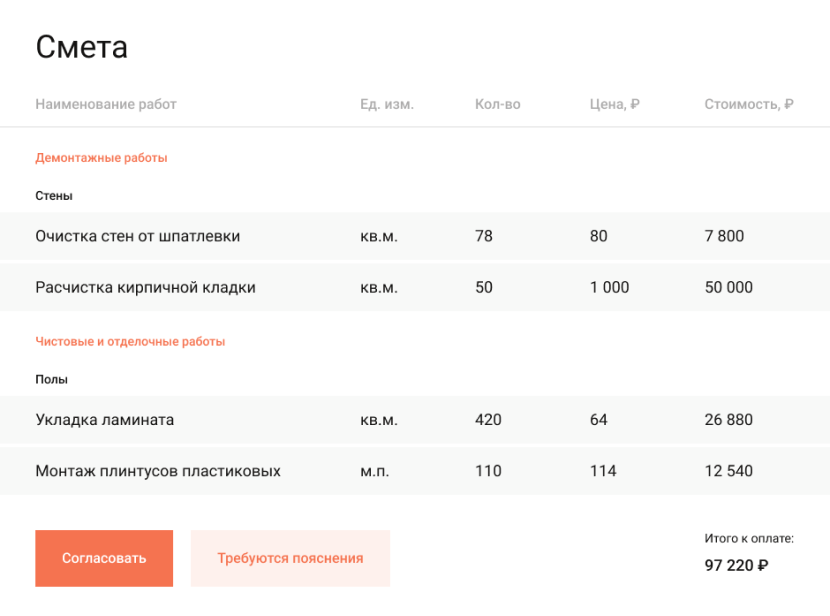 Смета
Наименование работ Ед. изм. Кол-во Цена, ₽ Стоимость, ₽
Демонтажные работы
Стены
Очистка стен от шпатлевки кв.м. 78 80 7 800
Расчистка кирпичной кладки кв.м. 50 1 000 50 000
Чистовые и отделочные работы
Полы
Укладка ламината кв.м. 420 64 26 880
Монтаж плинтусов пластиковых м.п. 110 114 12 540
Согласовать Требуются пояснения
Итого к оплате:
97 220 ₽